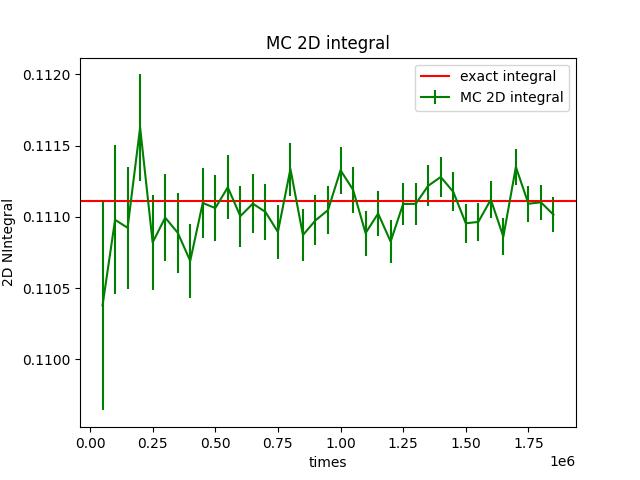 MC 2D integral
exact integral
MC 2D integral
2D NIntegral
0.1120
0.1115
0.1110
0.1105
0.1100
0.00 0.25 0.50 0.75 1.00 1.25 1.50 1.75
times
1e6